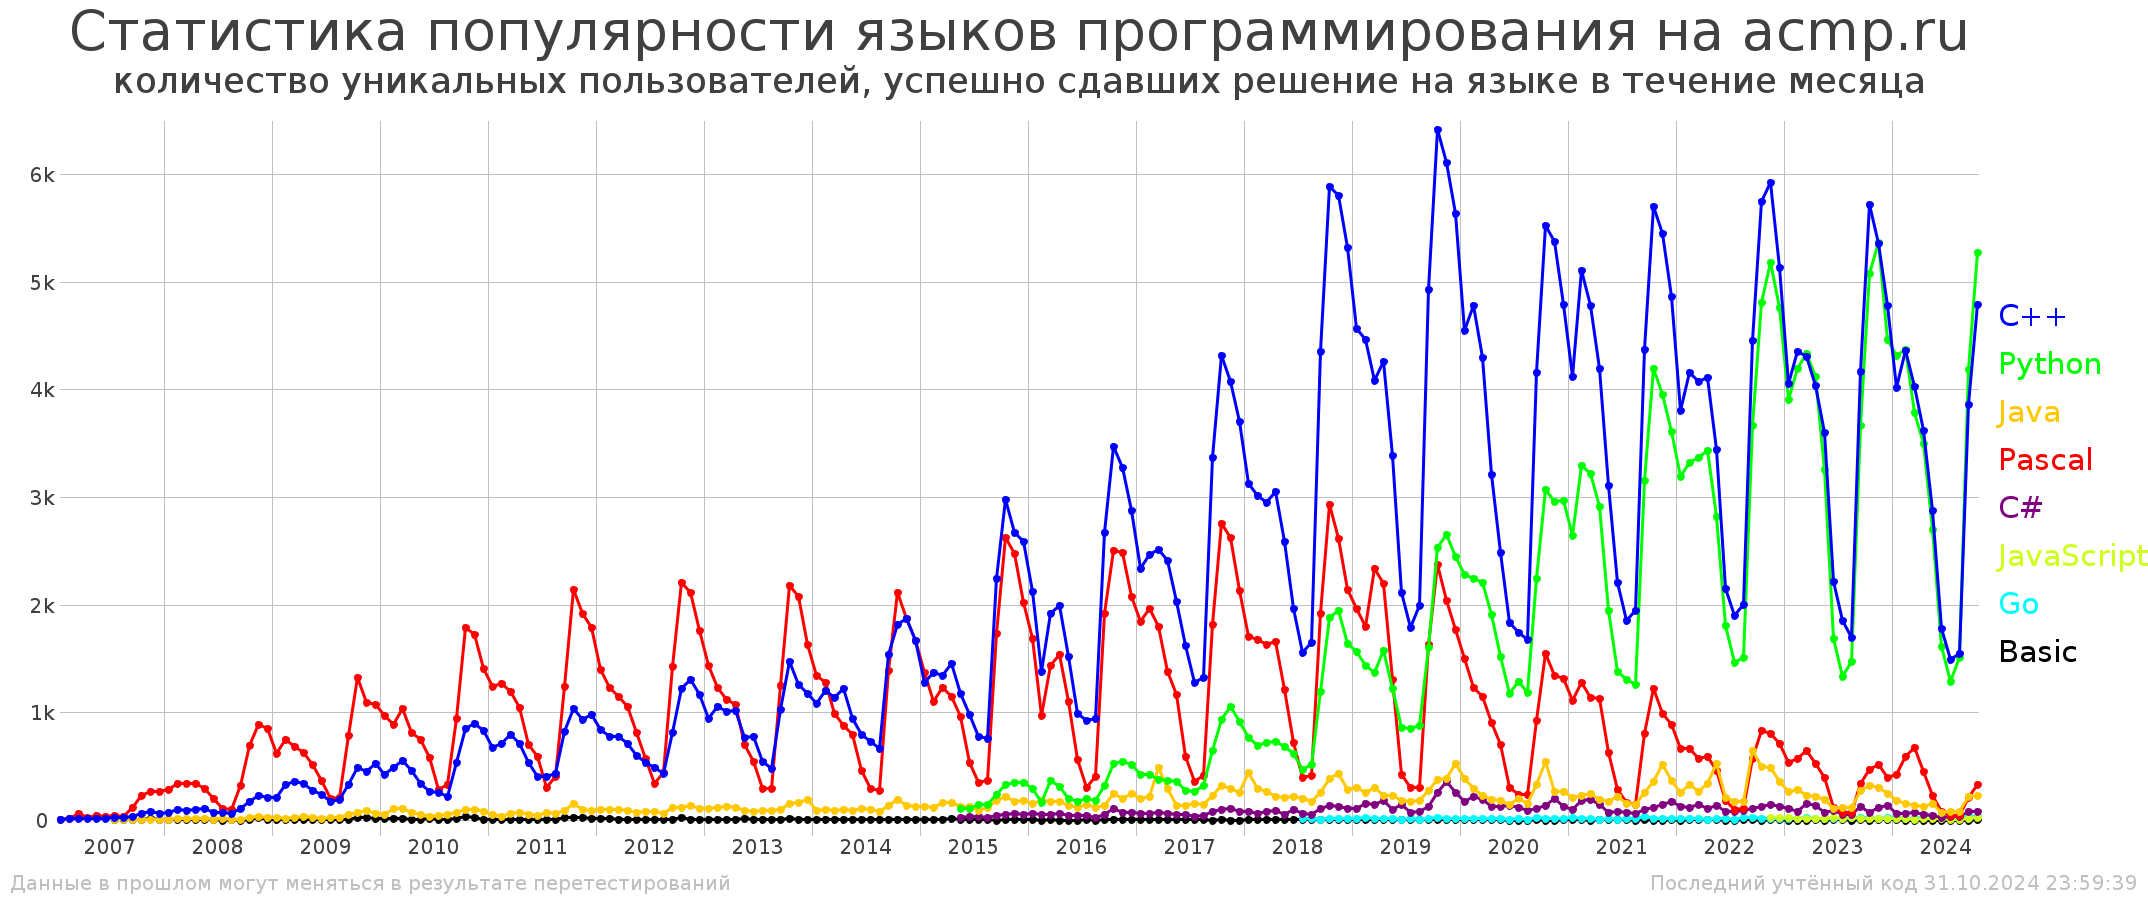 Статистика популярности языков программирования на acmp.ru
количество уникальных пользователей, успешно сдавших решение на языке в течение месяца
6k
5k
4k
3k
2k
1k
0
C++
Python
Java
Pascal
C#
JavaScript
Go
Basic
2007 2008 2009 2010 2011 2012 2013 2014 2015 2016 2017 2018 2019 2020 2021 2022 2023 2024
Данные в прошлом могут меняться в результате перетестирований
Последний учтённый код 31.10.2024 23:59:39